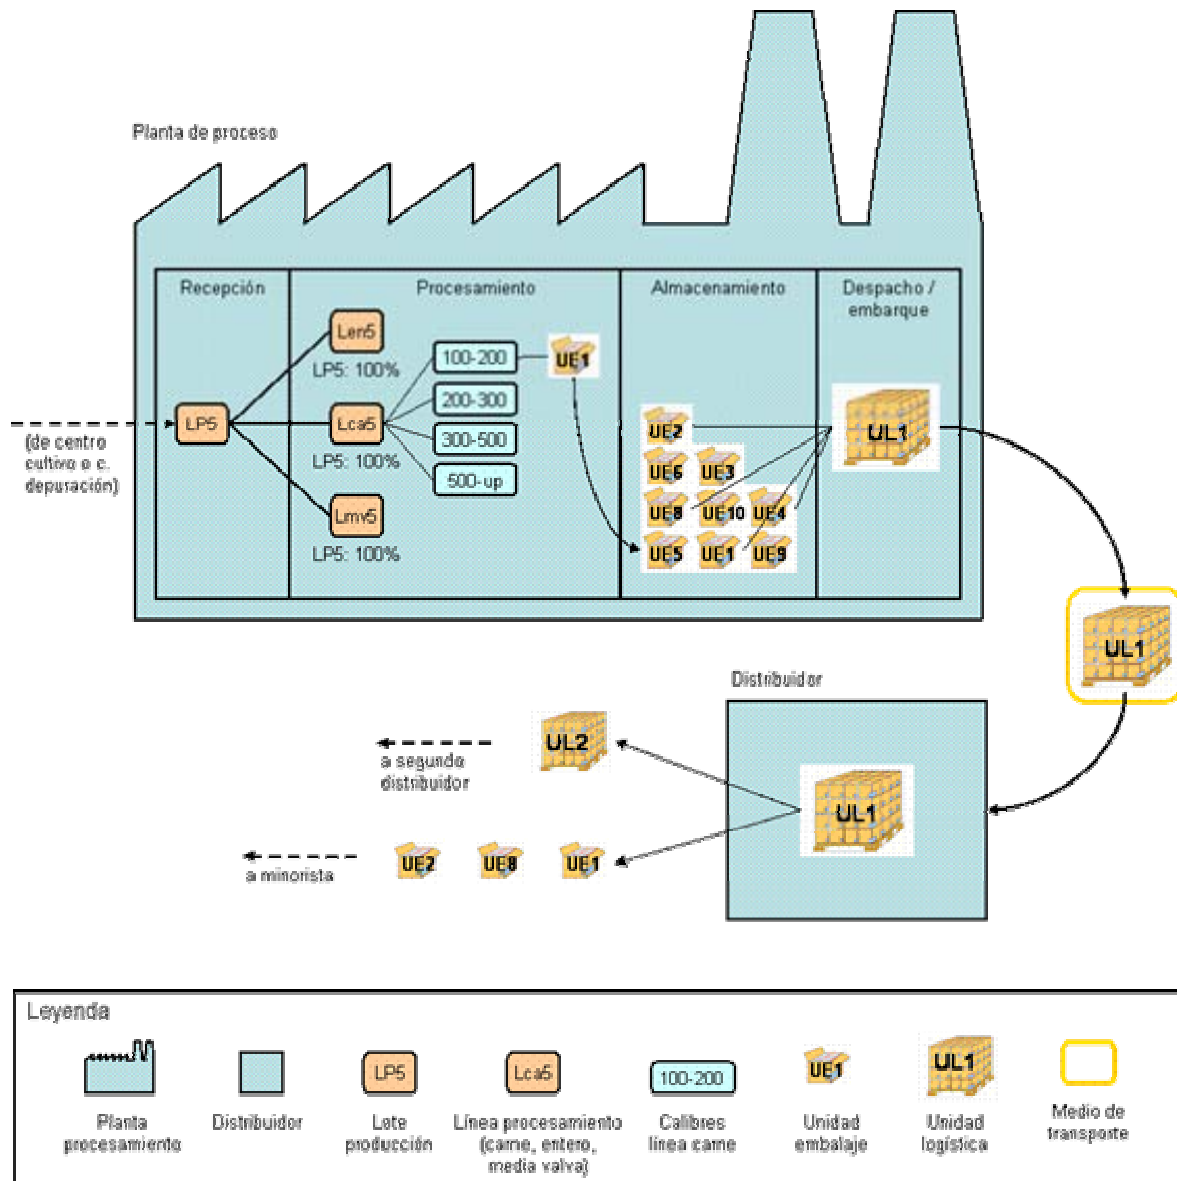 Planta de proceso
Recepción
Procesamiento
Almacenamiento
Despacho /
embarque
Len5
LP5: 100%
LP5
Lca5
LP5: 100%
Lmv5
LP5: 100%
100-200
200-300
300-500
500-up
UE1
UE2
UE6
UE3
UE8
UE10
UE4
UE5
UE1
UE9
UL1
(de centro
cultivo o c.
depuración)
UL1
Distribuidor
UL1
UL2
a segundo
distribuidor
UE2
UE8
UE1
a minorista
Leyenda
LP5
Lca5
100-200
UE1
UL1
Planta
procesamiento
Distribuidor
Lote
producción
Línea procesamiento
(carne, entero,
media valva)
Calibres
línea carne
Unidad
embalaje
Unidad
logística
Medio de
transporte